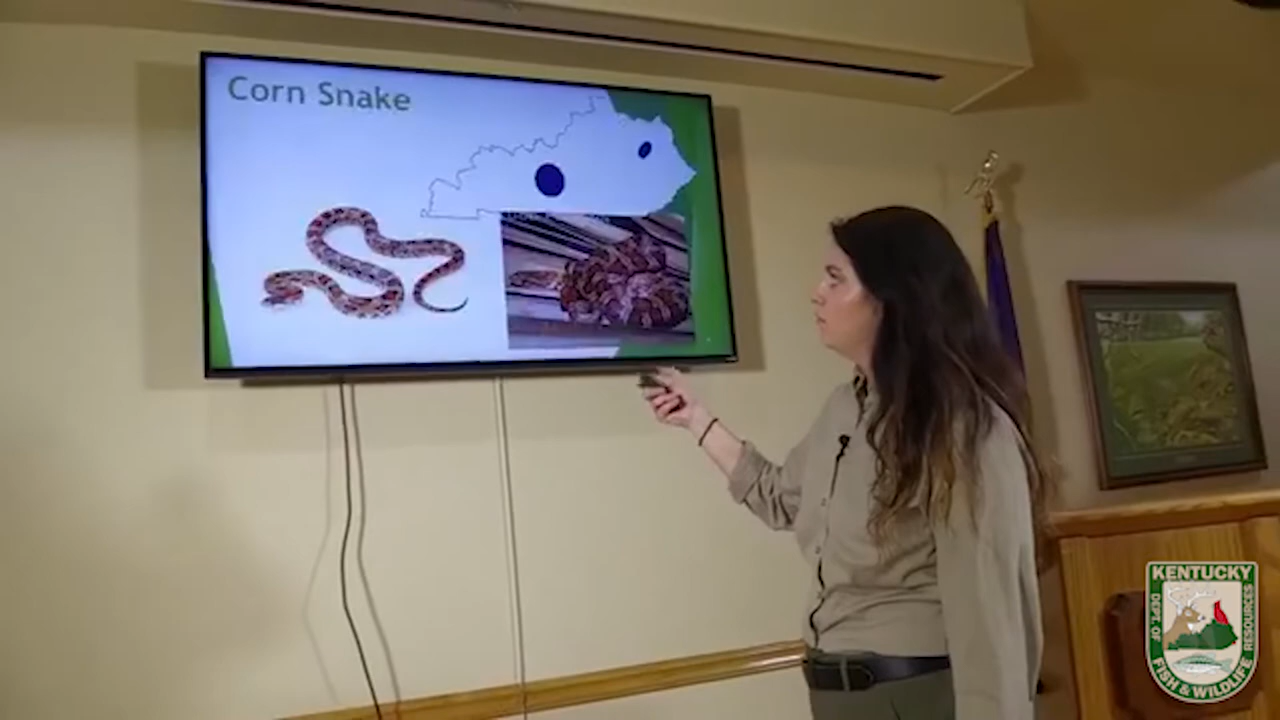 Corn Snake
KENTUCKY
DEPT. OF
FISH & WILDLIFE
RESOURCES